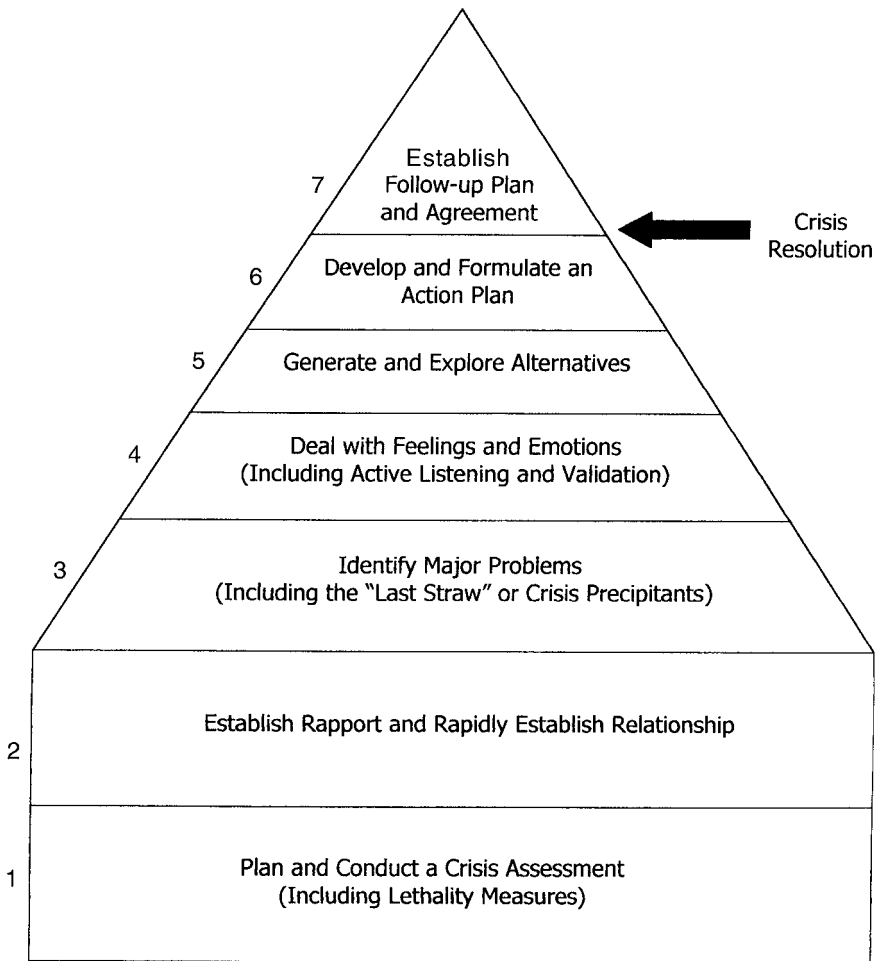 7
Establish
Follow-up Plan
and Agreement
Crisis
Resolution
6
Develop and Formulate an
Action Plan
5
Generate and Explore Alternatives
4
Deal with Feelings and Emotions
(Including Active Listening and Validation)
3
Identify Major Problems
(Including the “Last Straw” or Crisis Precipitants)
2
Establish Rapport and Rapidly Establish Relationship
1
Plan and Conduct a Crisis Assessment
(Including Lethality Measures)